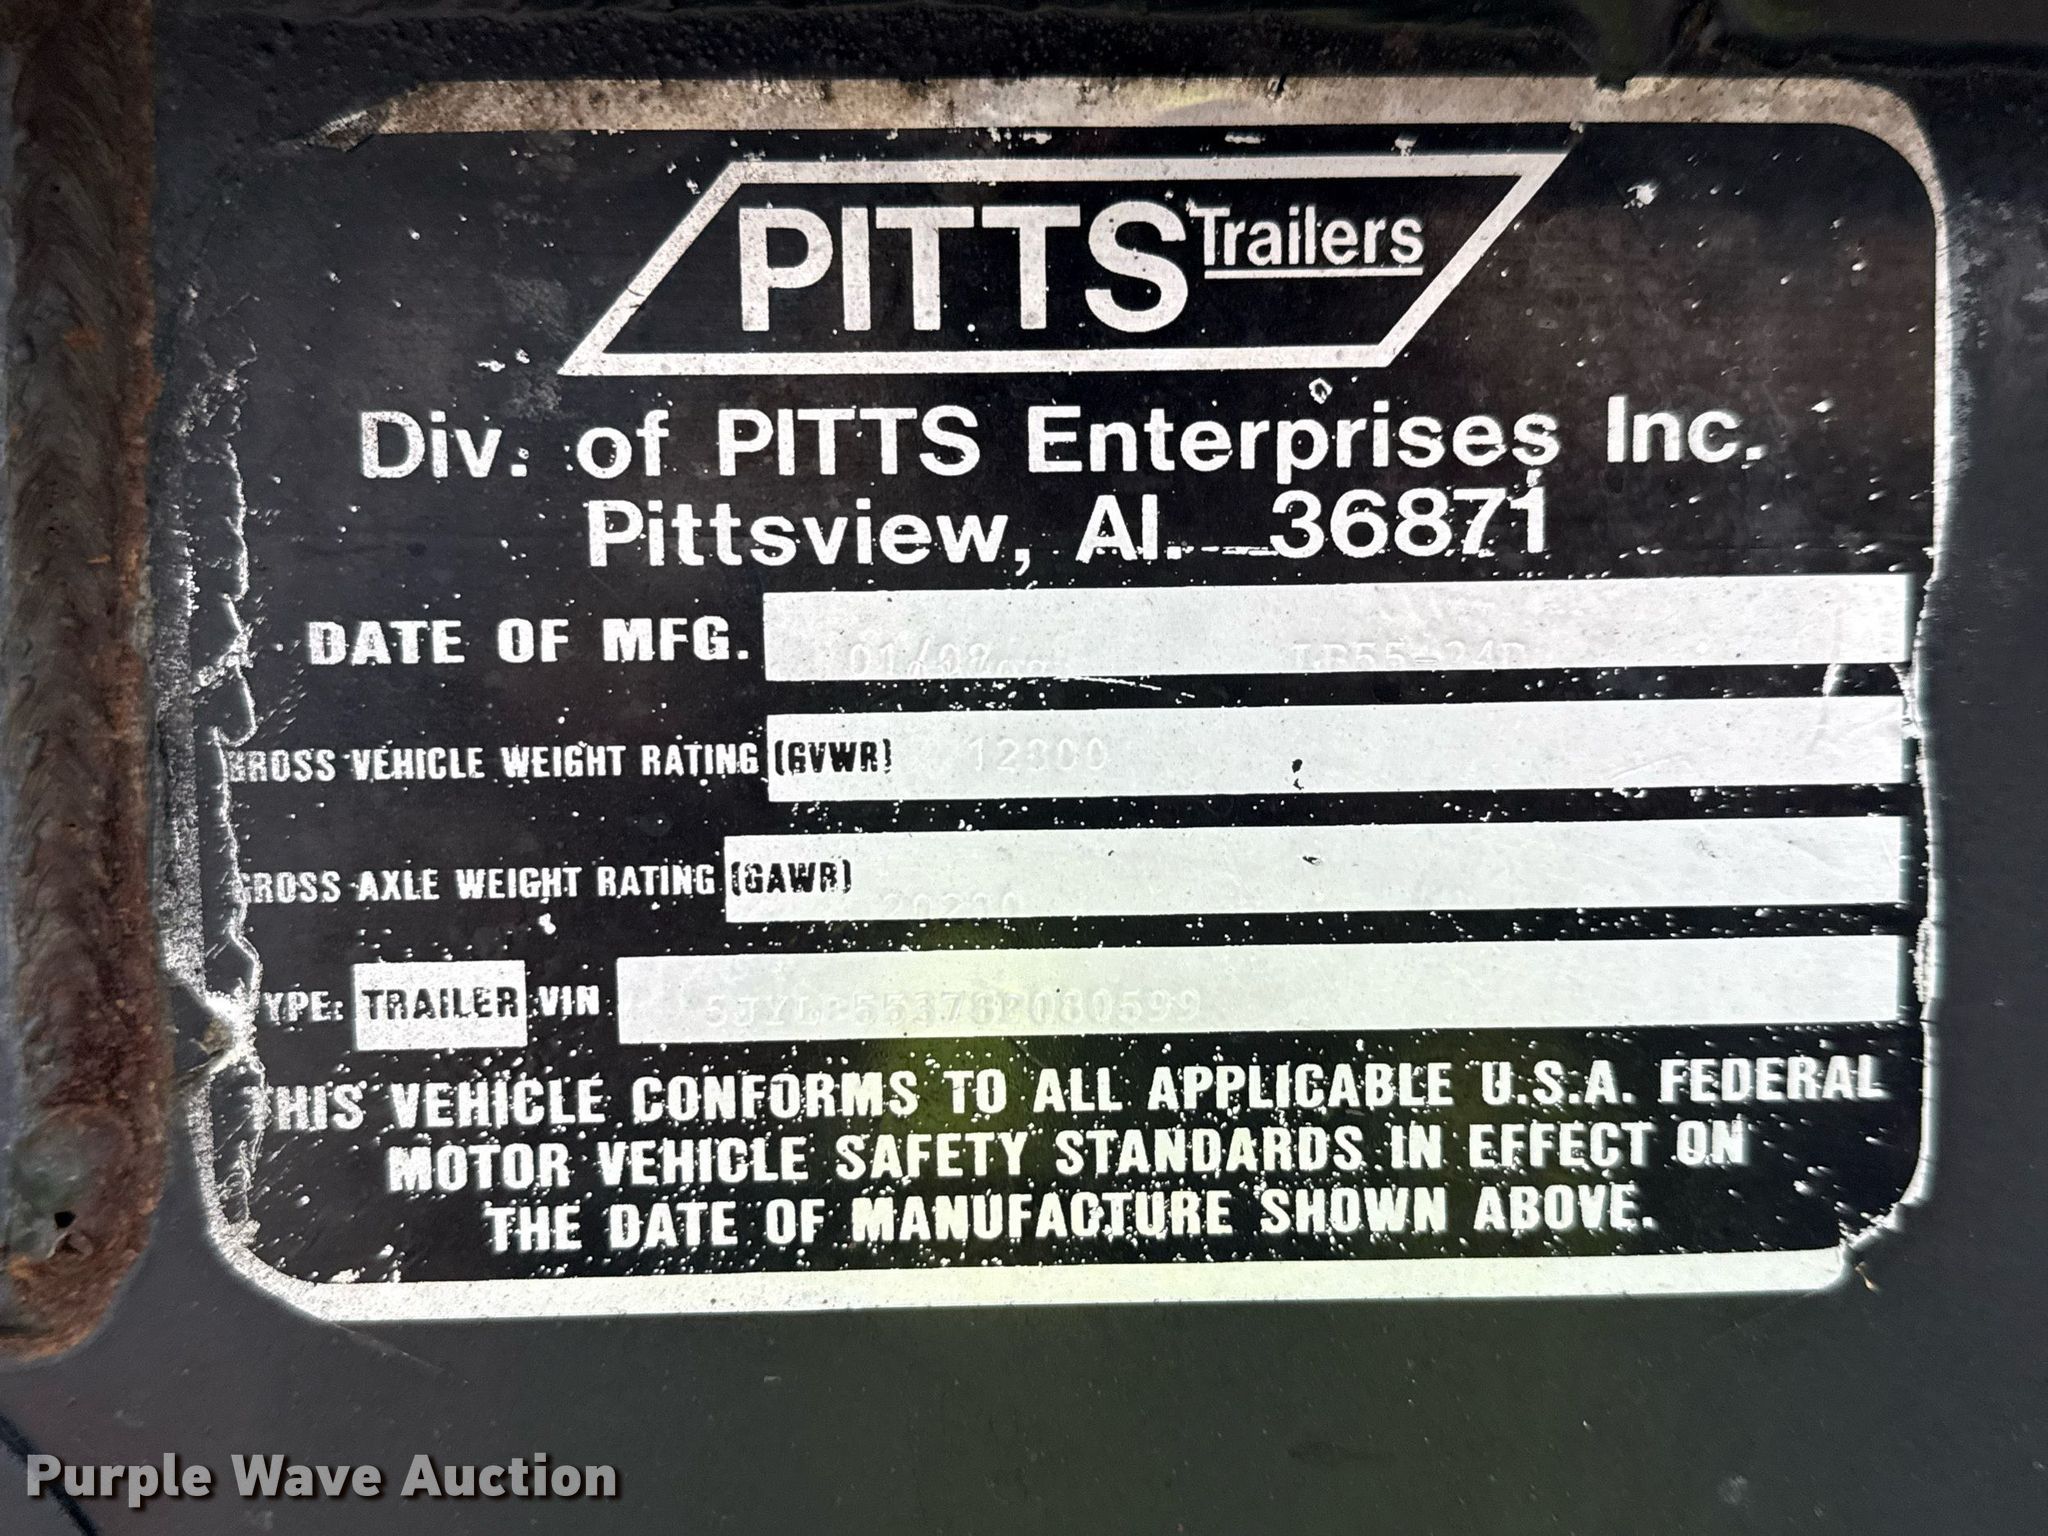 PITTS Trailers
Div. of PITTS Enterprises Inc.
Pittsview, Al. 36871
DATE OF MFG.
GROSS VEHICLE WEIGHT RATING (GVWR)
GROSS AXLE WEIGHT RATING (GAWR)
TYPE: TRAILER VIN
THIS VEHICLE CONFORMS TO ALL APPLICABLE U.S.A. FEDERAL
MOTOR VEHICLE SAFETY STANDARDS IN EFFECT ON
THE DATE OF MANUFACTURE SHOWN ABOVE.
Purple Wave Auction